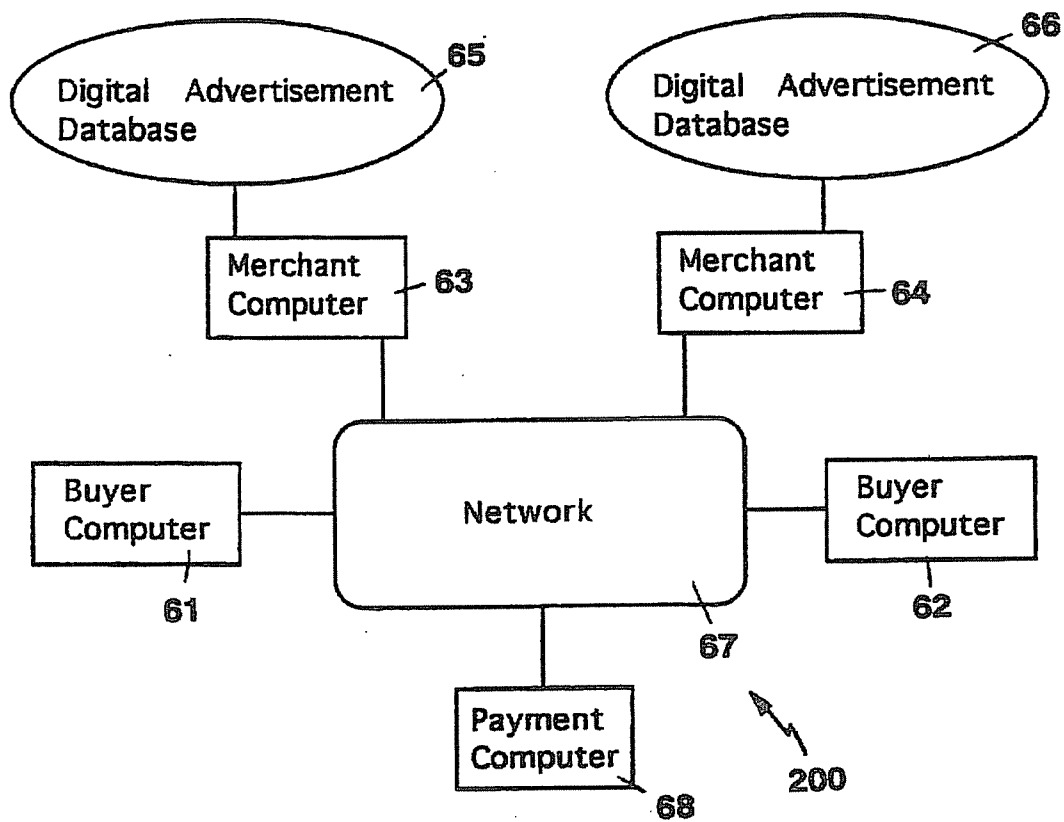 65
Digital Advertisement
Database
66
Digital Advertisement
Database
Merchant
Computer
63
Merchant
Computer
64
Buyer
Computer
61
Network
67
Buyer
Computer
62
Payment
Computer
68
200